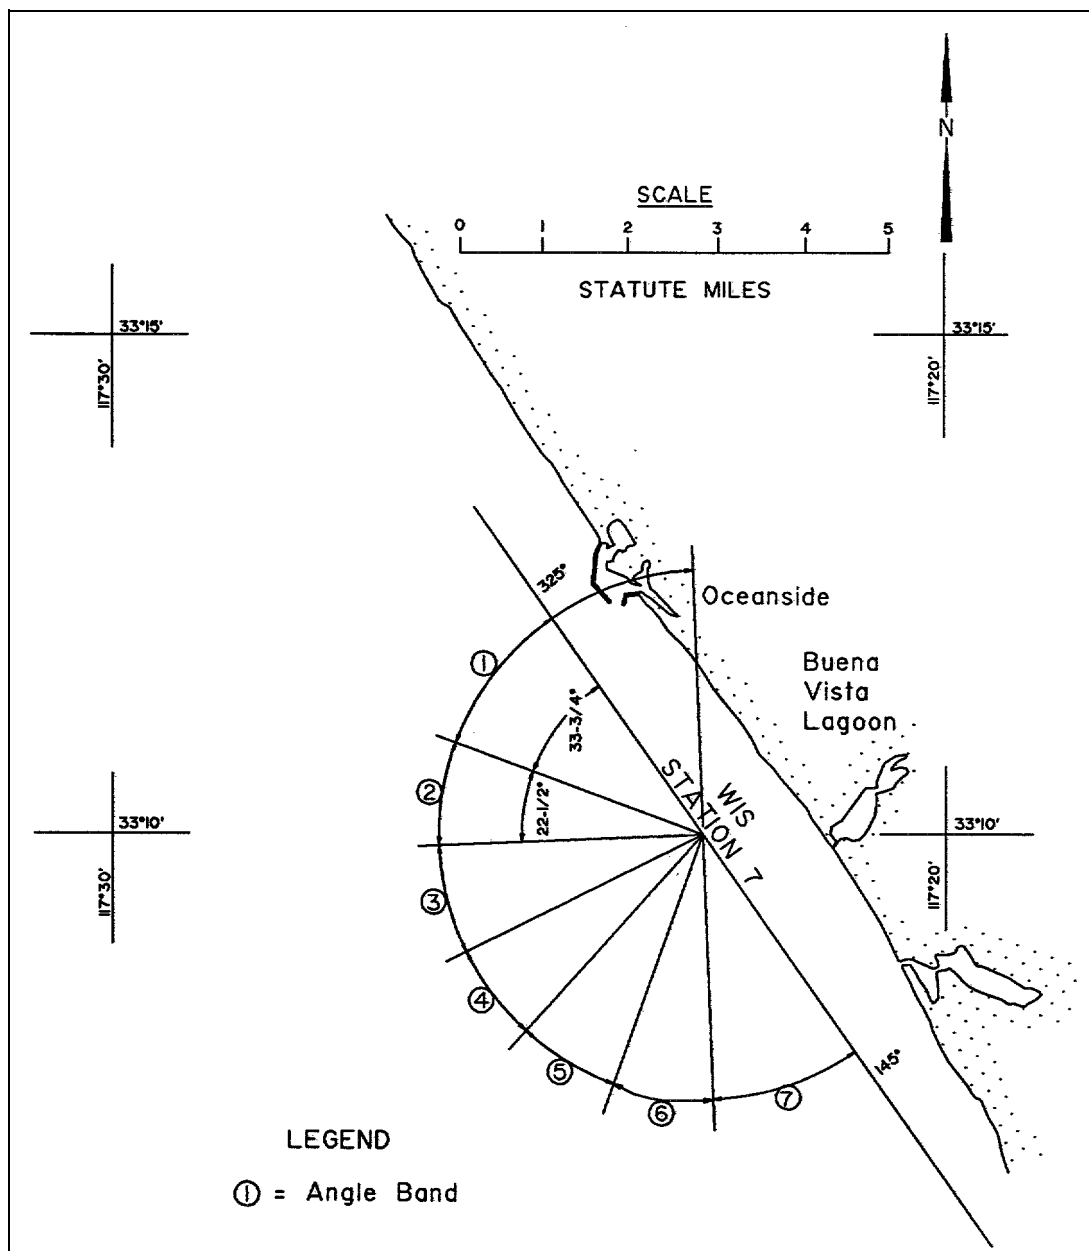 N
SCALE
0 1 2 3 4 5
STATUTE MILES
33°15'
117°30'
33°15'
117°20'
325°
Oceanside
Buena
Vista
Lagoon
①
33-3/4°
WIS
STATION 7
②
22-1/2°
33°10'
117°30'
33°10'
117°20'
③
④
⑤
⑥
⑦
145°
LEGEND
① = Angle Band